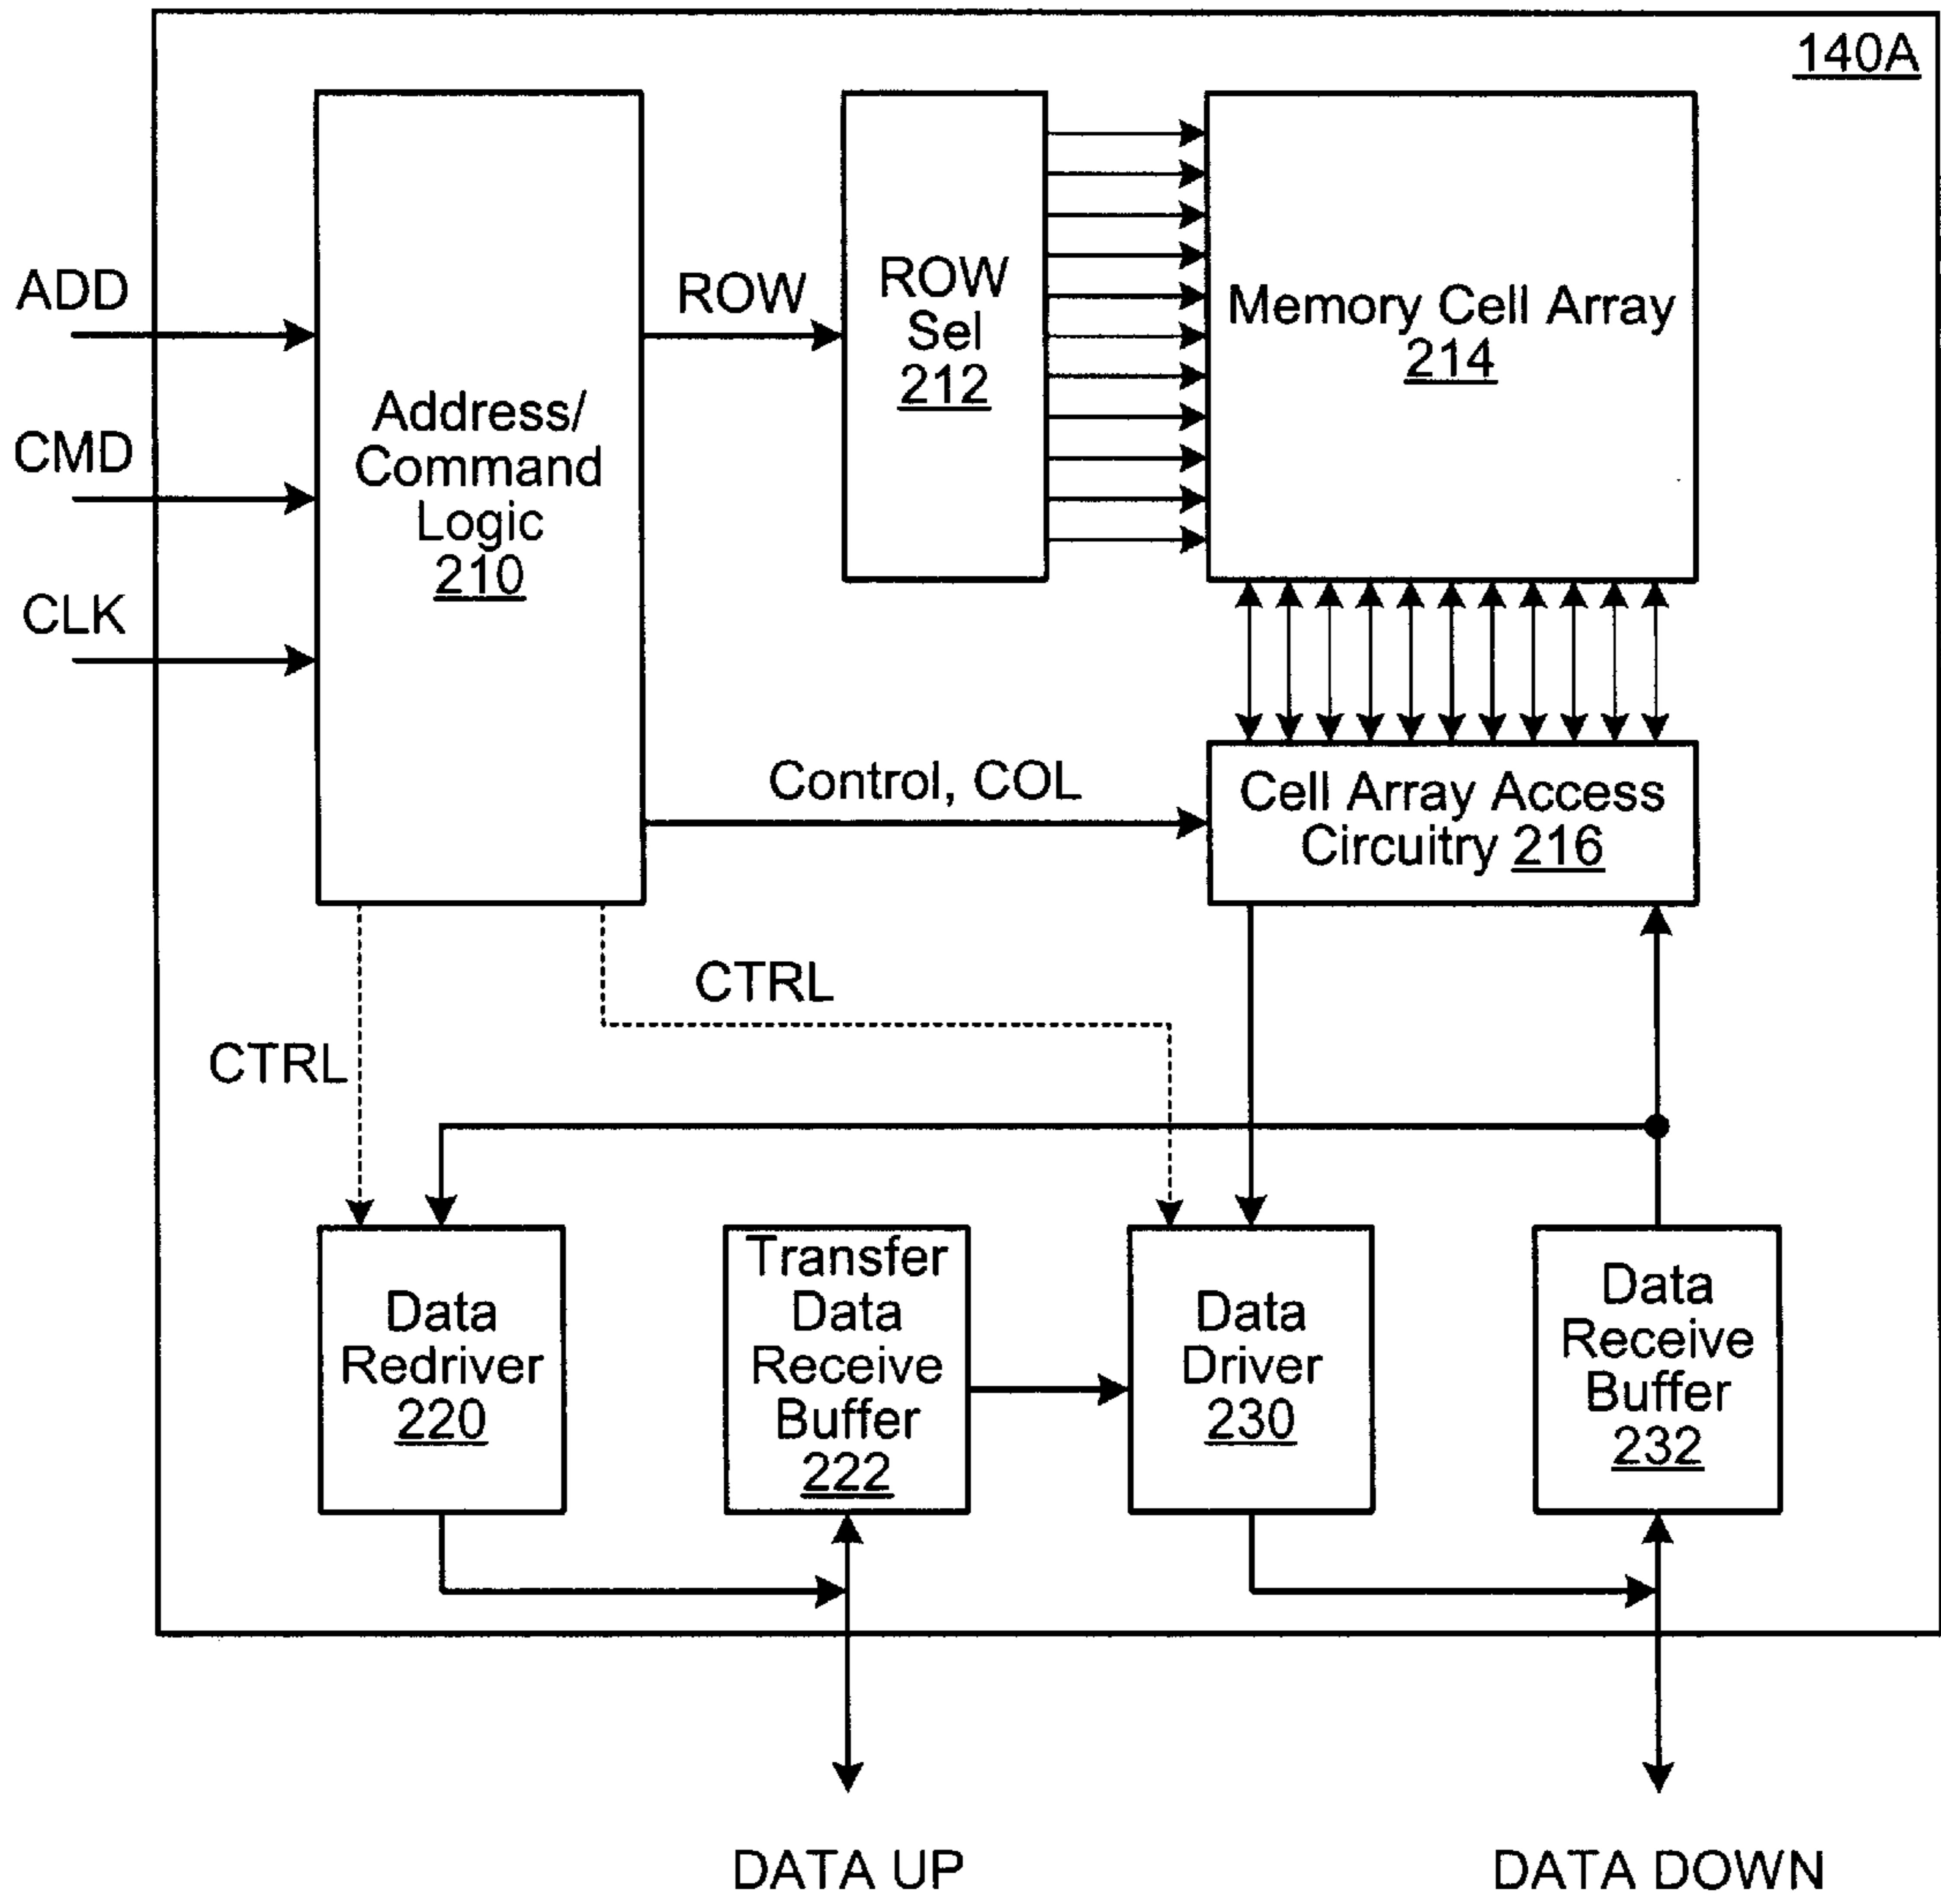 140A
ADD
CMD
CLK
Address/
Command
Logic
210
ROW
ROW
Sel
212
Memory Cell Array
214
Control, COL
Cell Array Access
Circuitry 216
CTRL
CTRL
Data
Redriver
220
Transfer
Data
Receive
Buffer
222
Data
Driver
230
Data
Receive
Buffer
232
DATA UP
DATA DOWN